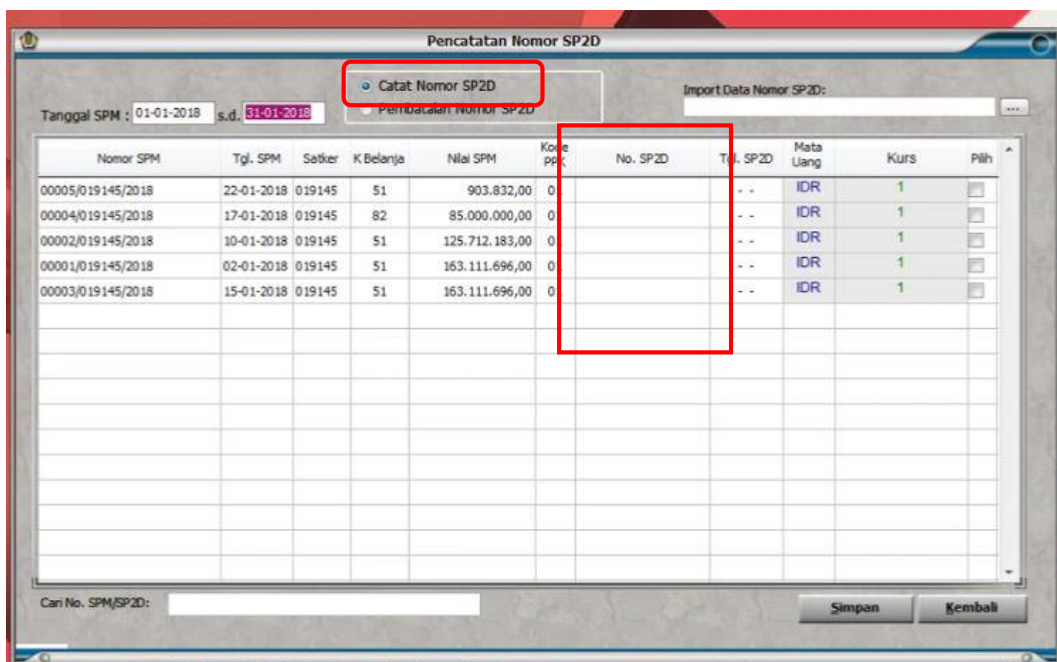 Pencatatan Nomor SP2D
Catat Nomor SP2D
Pembatalan Nomor SP2D
Import Data Nomor SP2D:
...
Tanggal SPM : 01-01-2018 s.d. 31-01-2018
Nomor SPM Tgl. SPM Satker K Belanja Nilai SPM Kode PPK No. SP2D Tgl. SP2D Mata Uang Kurs Pilih
00005/019145/2018 22-01-2018 019145 51 903.832,00 - - IDR 1
00004/019145/2018 17-01-2018 019145 82 85.000.000,00 - - IDR 1
00002/019145/2018 10-01-2018 019145 51 125.712.183,00 - - IDR 1
00001/019145/2018 02-01-2018 019145 51 163.111.696,00 - - IDR 1
00003/019145/2018 15-01-2018 019145 51 163.111.696,00 - - IDR 1
Cari No. SPM/SP2D:
Simpan Kembali